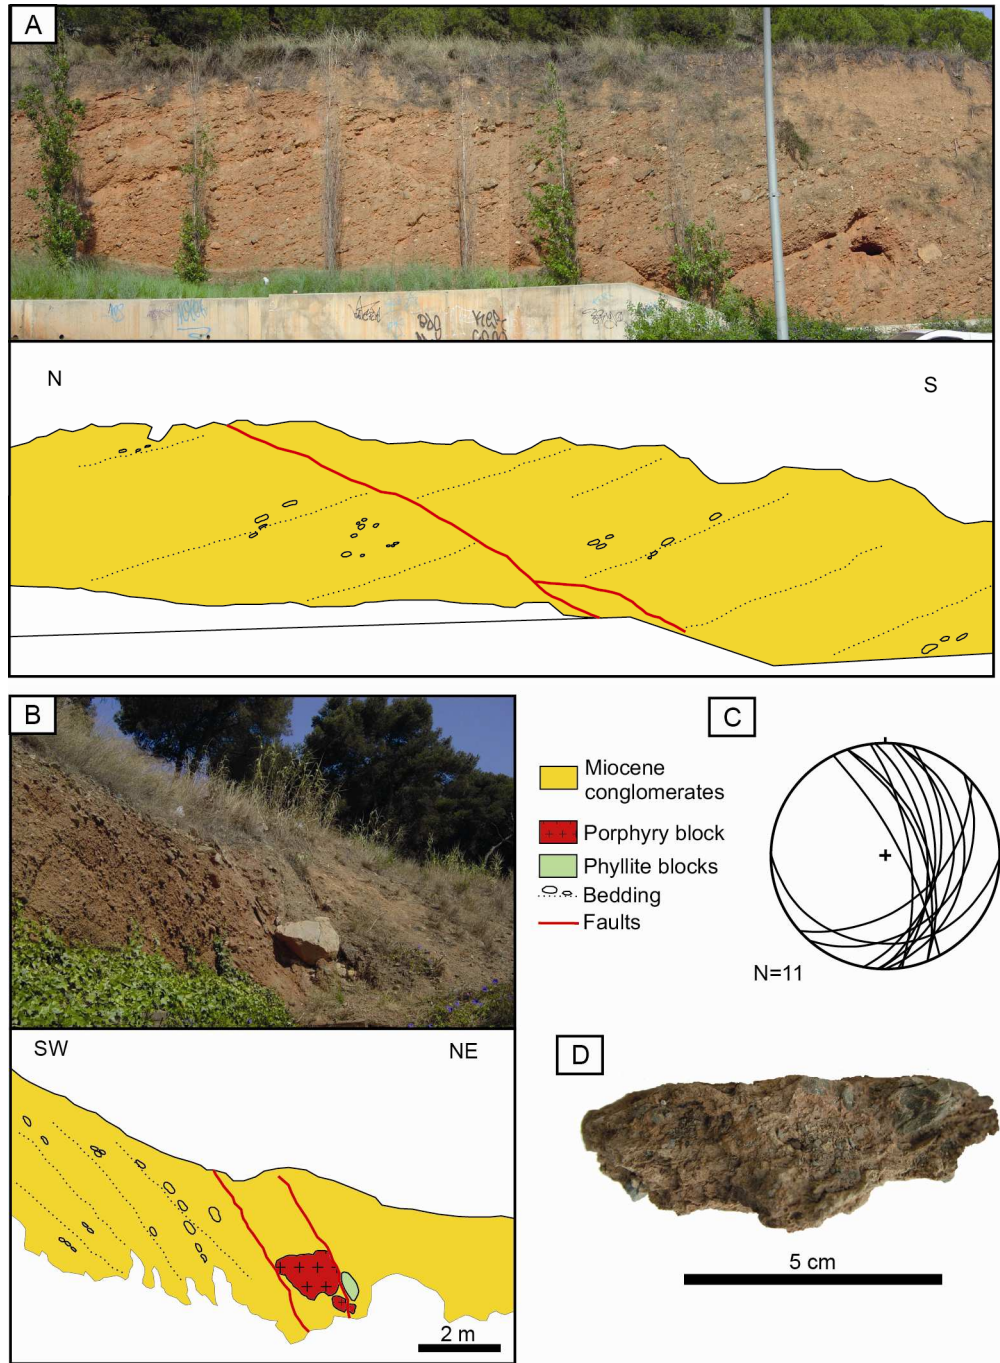 A
N
S
B
C
Miocene
conglomerates
Porphyry block
Phyllite blocks
Bedding
Faults
N=11
SW
NE
D
2 m
5 cm